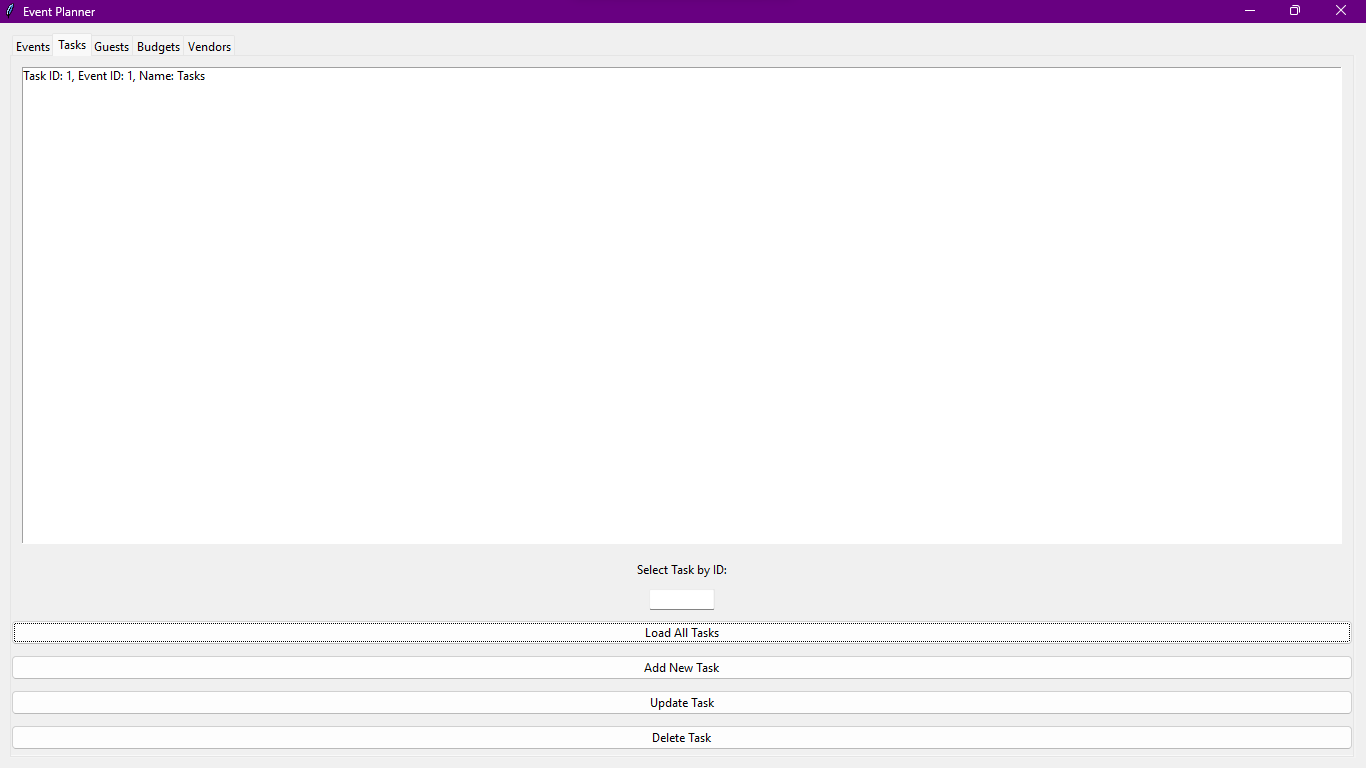 Event Planner
Events Tasks Guests Budgets Vendors
Task ID: 1, Event ID: 1, Name: Tasks
Select Task by ID:
Load All Tasks
Add New Task
Update Task
Delete Task